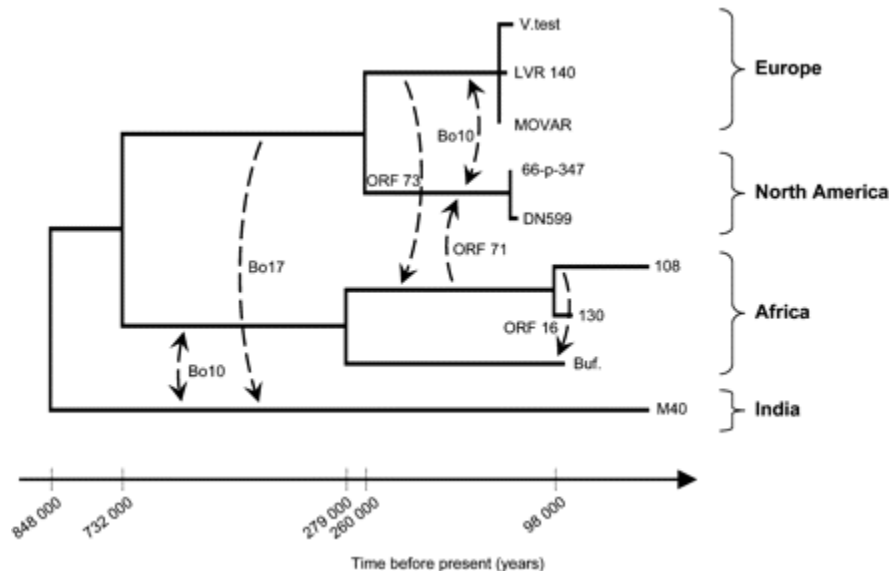 V.test
LVR 140
Europe
MOVAR
Bo10
66-p-347
ORF 73
North America
DN599
ORF 71
Bo17
108
ORF 16
130
Africa
Buf.
Bo10
M40
India
848 000
732 000
279 000
260 000
98 000
Time before present (years)